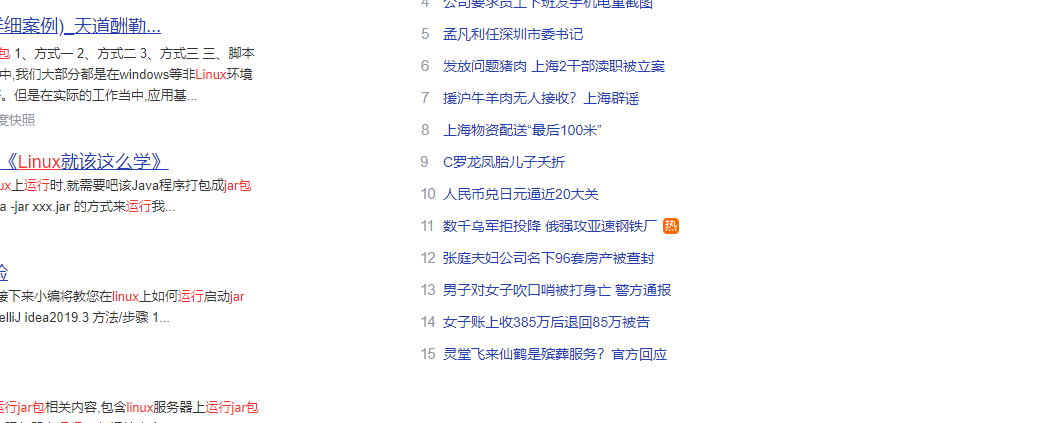 细案例)_天道酬勤...
包 1、方式一 2、方式二 3、方式三 三、脚本
中,我们大部分都是在windows等非Linux环境
。但是在实际的工作当中,应用基...
度快照
《Linux就该这么学》
ux上运行时,就需要吧该Java程序打包成jar包
a -jar xxx.jar 的方式来运行我...
验
接下来小编将教您在linux上如何运行启动jar
elliJ idea2019.3 方法/步骤 1...
运行jar包相关内容,包含linux服务器上运行jar包
4 公司要求员工下班发手机电量截图
5 孟凡利任深圳市委书记
6 发放问题猪肉 上海2干部渎职被立案
7 援沪牛羊肉无人接收？上海辟谣
8 上海物资配送“最后100米”
9 C罗龙凤胎儿子夭折
10 人民币兑日元逼近20大关
11 数千乌军拒投降 俄强攻亚速钢铁厂 热
12 张庭夫妇公司名下96套房产被查封
13 男子对女子吹口哨被打身亡 警方通报
14 女子账上收385万后退回85万被告
15 灵堂飞来仙鹤是殡葬服务？官方回应